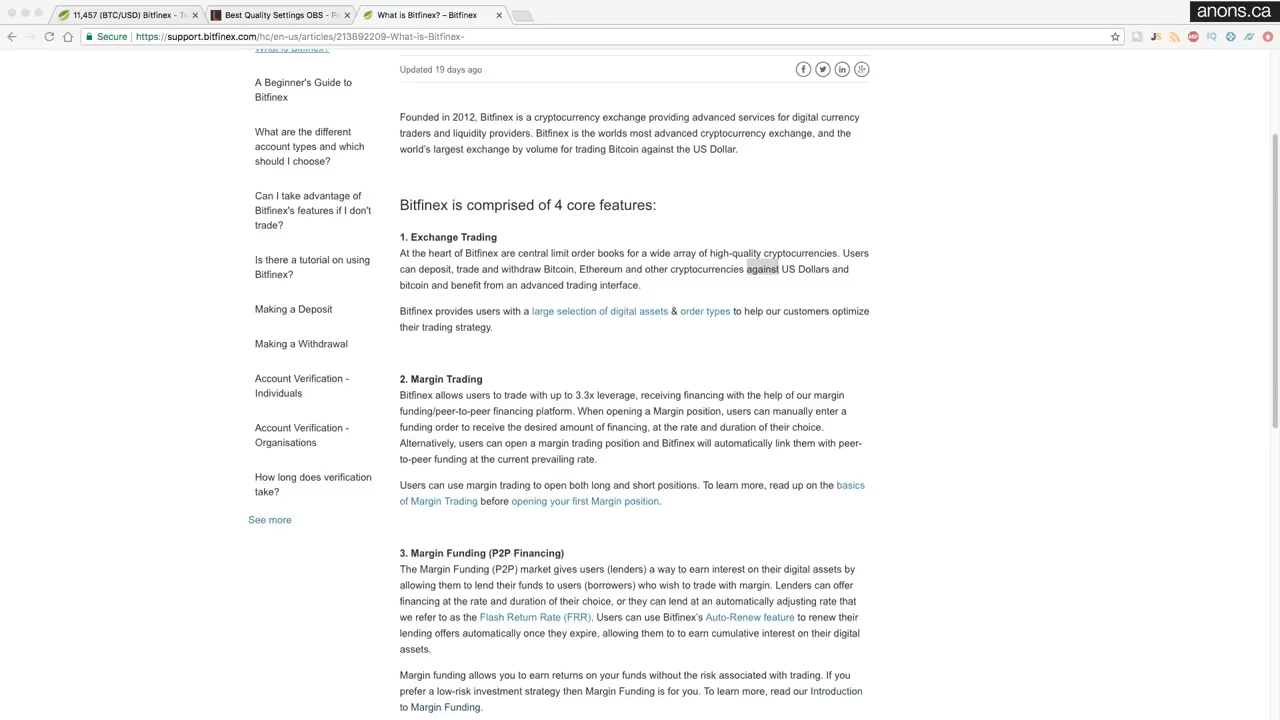 anons.ca
11,457 (BTC/USD) Bitfinex - T
Best Quality Settings OBS - P
What is Bitfinex? – Bitfinex
Secure
https://support.bitfinex.com/hc/en-us/articles/213892209-What-is-Bitfinex-
What is Bitfinex?
A Beginner's Guide to
Bitfinex
What are the different
account types and which
should I choose?
Can I take advantage of
Bitfinex's features if I don't
trade?
Is there a tutorial on using
Bitfinex?
Making a Deposit
Making a Withdrawal
Account Verification -
Individuals
Account Verification -
Organisations
How long does verification
take?
See more
Updated 19 days ago
Founded in 2012, Bitfinex is a cryptocurrency exchange providing advanced services for digital currency
traders and liquidity providers. Bitfinex is the worlds most advanced cryptocurrency exchange, and the
world's largest exchange by volume for trading Bitcoin against the US Dollar.
Bitfinex is comprised of 4 core features:
1. Exchange Trading
At the heart of Bitfinex are central limit order books for a wide array of high-quality cryptocurrencies. Users
can deposit, trade and withdraw Bitcoin, Ethereum and other cryptocurrencies against US Dollars and
bitcoin and benefit from an advanced trading interface.
Bitfinex provides users with a large selection of digital assets & order types to help our customers optimize
their trading strategy.
2. Margin Trading
Bitfinex allows users to trade with up to 3.3x leverage, receiving financing with the help of our margin
funding/peer-to-peer financing platform. When opening a Margin position, users can manually enter a
funding order to receive the desired amount of financing, at the rate and duration of their choice.
Alternatively, users can open a margin trading position and Bitfinex will automatically link them with peer-
to-peer funding at the current prevailing rate.
Users can use margin trading to open both long and short positions. To learn more, read up on the basics
of Margin Trading before opening your first Margin position.
3. Margin Funding (P2P Financing)
The Margin Funding (P2P) market gives users (lenders) a way to earn interest on their digital assets by
allowing them to lend their funds to users (borrowers) who wish to trade with margin. Lenders can offer
financing at the rate and duration of their choice, or they can lend at an automatically adjusting rate that
we refer to as the Flash Return Rate (FRR). Users can use Bitfinex's Auto-Renew feature to renew their
lending offers automatically once they expire, allowing them to to earn cumulative interest on their digital
assets.
Margin funding allows you to earn returns on your funds without the risk associated with trading. If you
prefer a low-risk investment strategy then Margin Funding is for you. To learn more, read our Introduction
to Margin Funding.